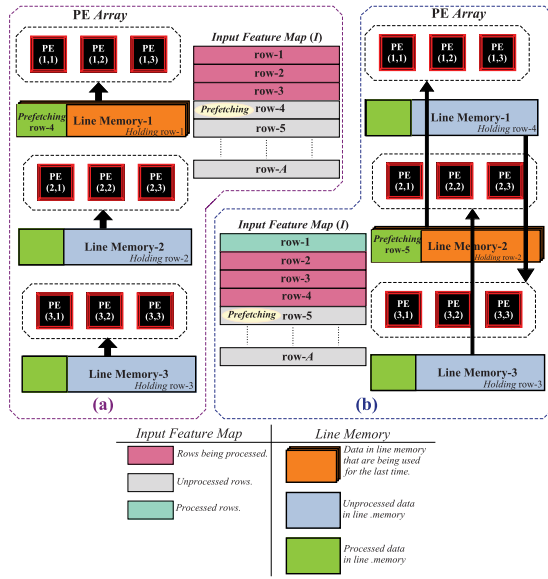 PE Array
PE (1,1)
PE (1,2)
PE (1,3)
Prefetching row-4
Line Memory-1
Holding row-1
PE (2,1)
PE (2,2)
PE (2,3)
Line Memory-2
Holding row-2
PE (3,1)
PE (3,2)
PE (3,3)
Line Memory-3
Holding row-3
(a)
Input Feature Map (I)
row-1
row-2
row-3
Prefetching row-4
row-5
row-A
PE Array
PE (1,1)
PE (1,2)
PE (1,3)
Line Memory-1
Holding row-4
PE (2,1)
PE (2,2)
PE (2,3)
Prefetching row-5
Line Memory-2
Holding row-2
PE (3,1)
PE (3,2)
PE (3,3)
Line Memory-3
Holding row-3
Input Feature Map (I)
row-1
row-2
row-3
row-4
Prefetching row-5
row-A
(b)
Input Feature Map
Rows being processed.
Unprocessed rows.
Processed rows.
Line Memory
Data in line memory
that are being used
for the last time.
Unprocessed data
in line .memory
Processed data
in line .memory